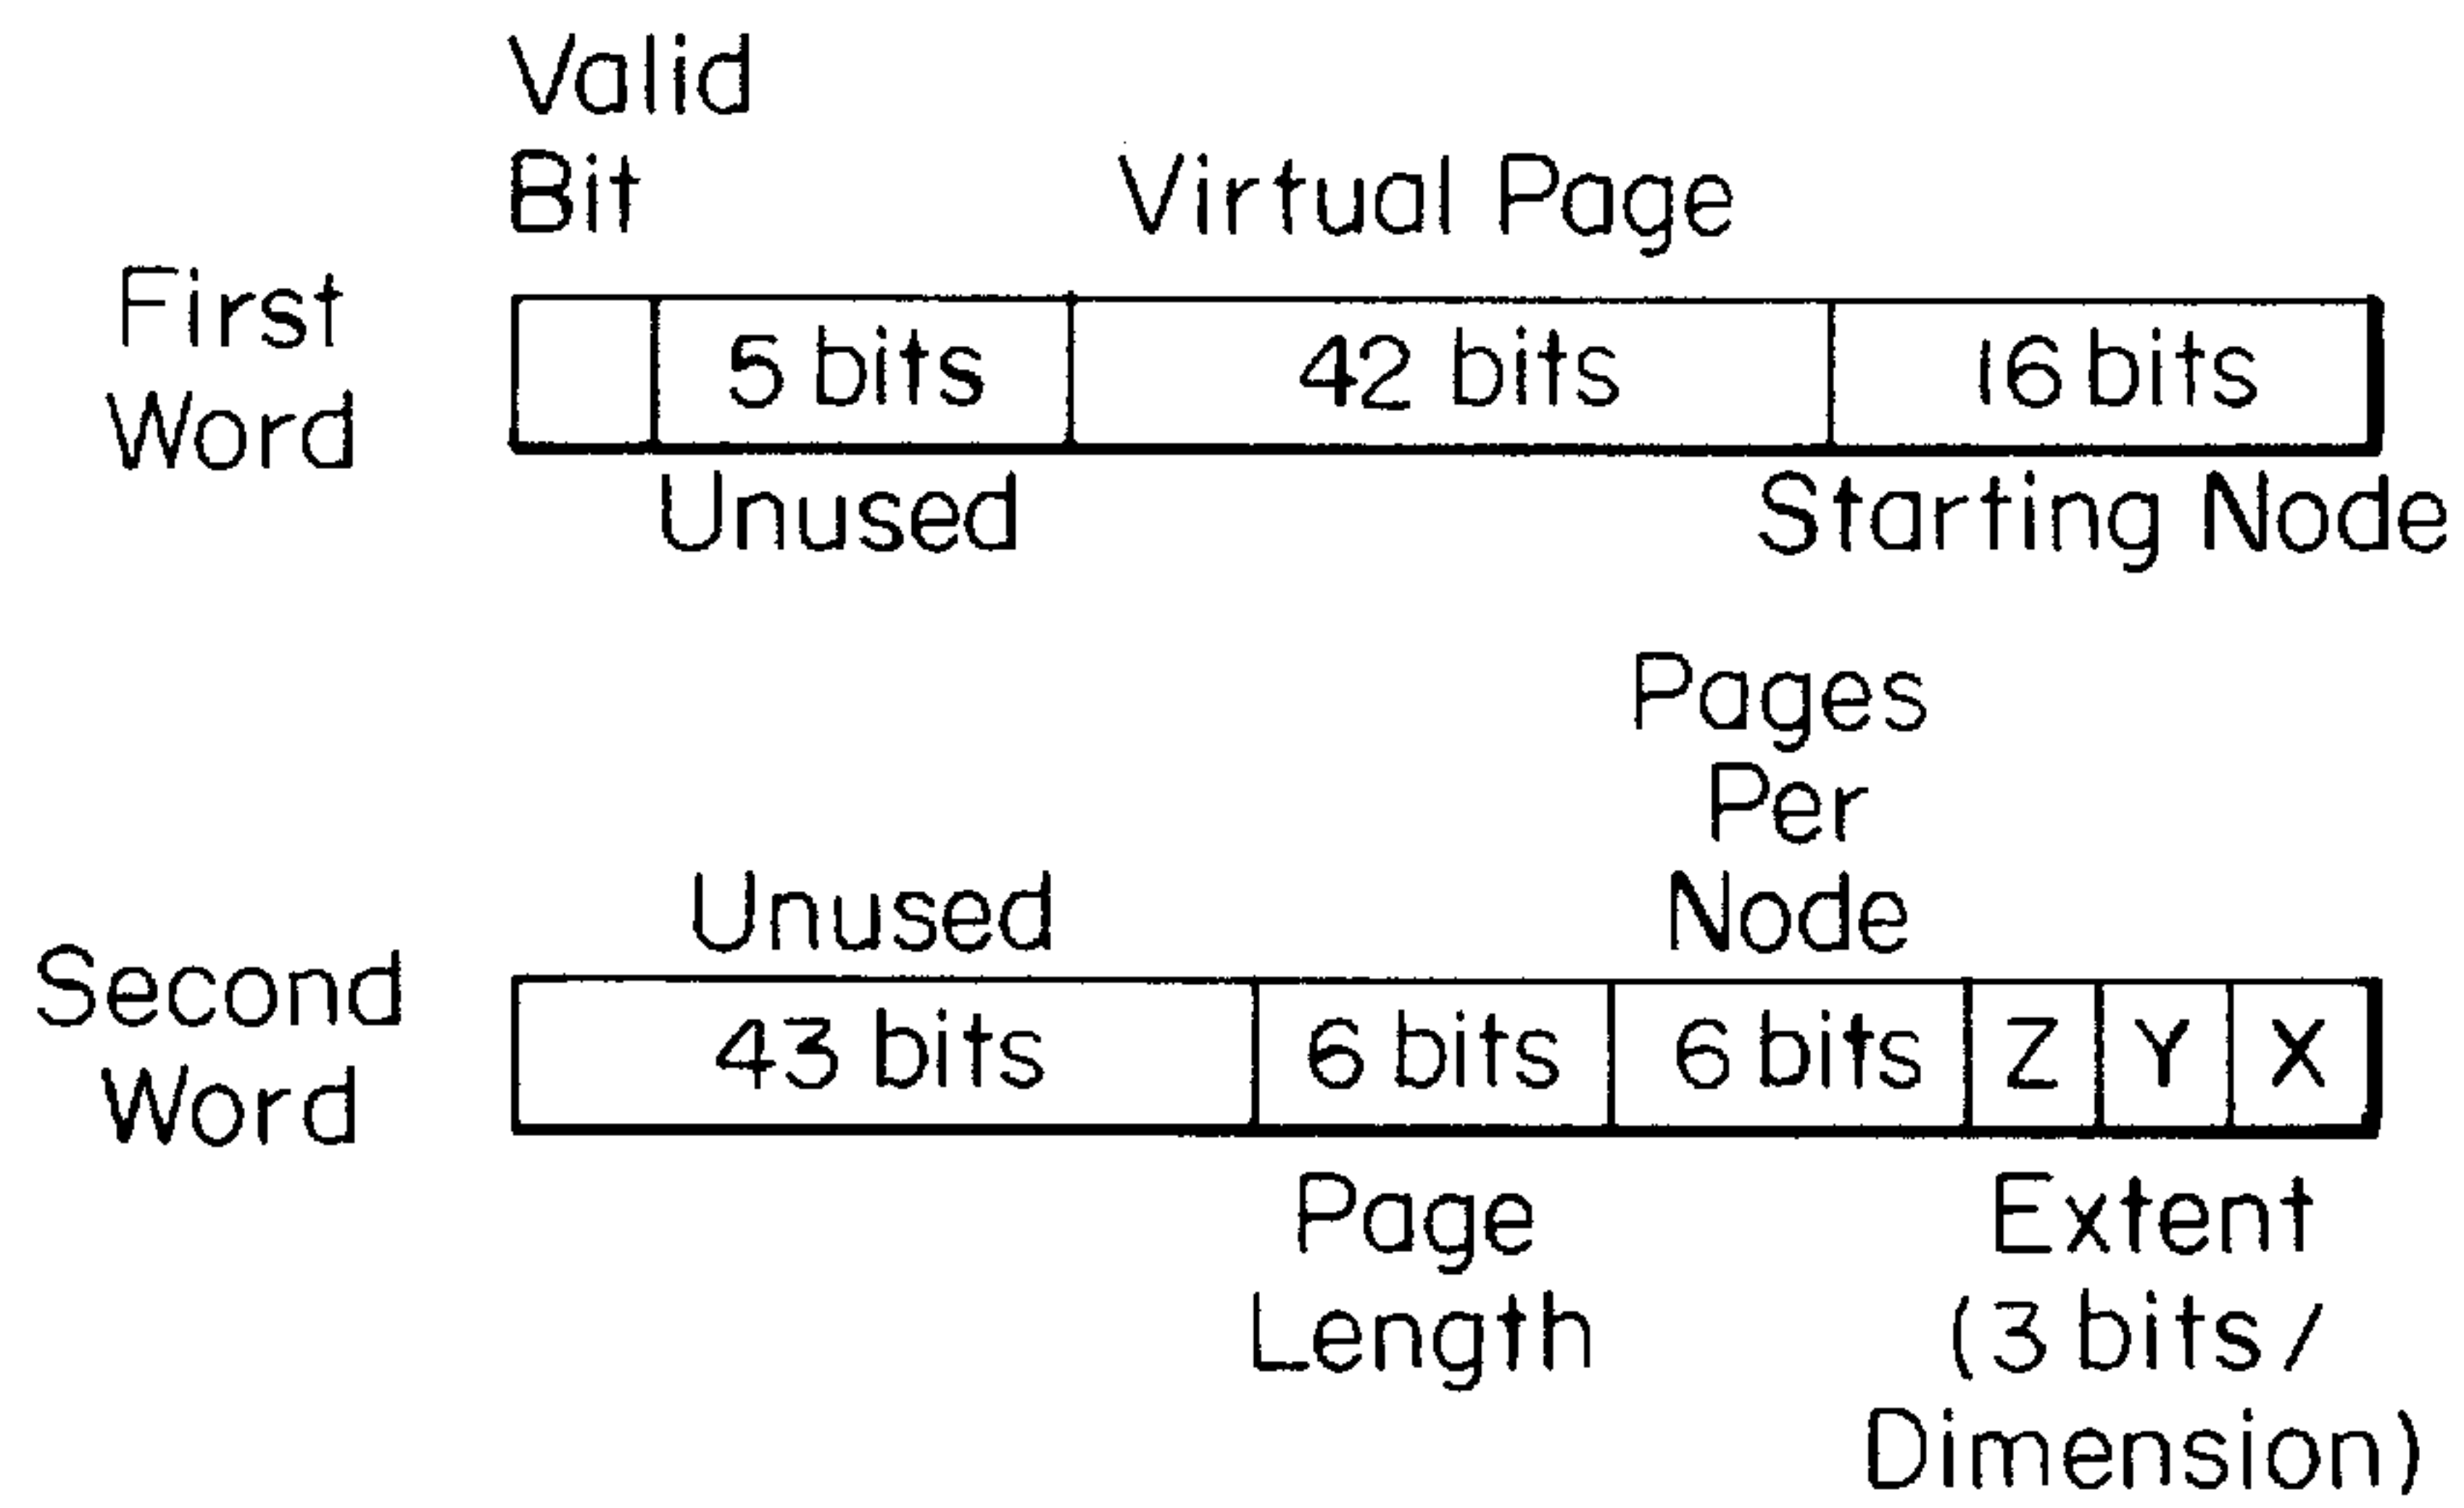 Valid
Bit
Virtual Page
First
Word
5 bits
42 bits
16 bits
Unused
Starting Node
Pages
Per
Node
Unused
Second
Word
43 bits
6 bits
6 bits
Z
Y
X
Page
Length
Extent
(3 bits /
Dimension)